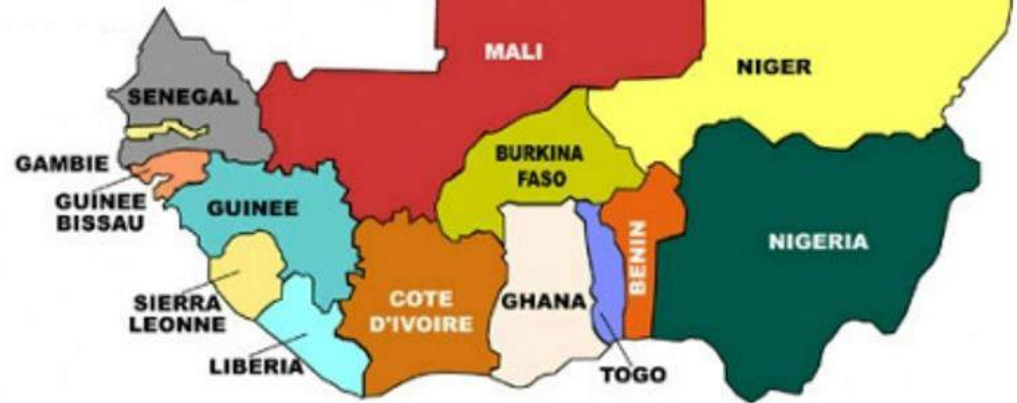 MALI
NIGER
SENEGAL
GAMBIE
BURKINA
FASO
GUINEE
BISSAU
GUINEE
NIGERIA
BENIN
SIERRA
LEONNE
COTE
D'IVOIRE
GHANA
LIBERIA
TOGO